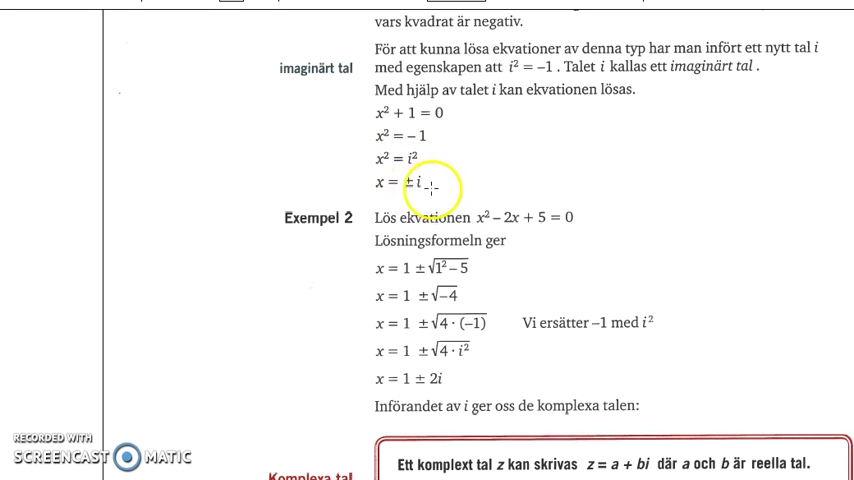 vars kvadrat är negativ.
För att kunna lösa ekvationer av denna typ har man infört ett nytt tal i
imaginärt tal
med egenskapen att i² = −1 . Talet i kallas ett imaginärt tal .
Med hjälp av talet i kan ekvationen lösas.
x² + 1 = 0
x² = − 1
x² = i²
x = ± i
Exempel 2 Lös ekvationen x² − 2x + 5 = 0
Lösningsformeln ger
x = 1 ± √1² − 5
x = 1 ± √−4
x = 1 ± √4 · (−1) Vi ersätter −1 med i²
x = 1 ± √4 · i²
x = 1 ± 2i
Införandet av i ger oss de komplexa talen:
RECORDED WITH
SCREENCAST MATIC
Ett komplext tal z kan skrivas z = a + bi där a och b är reella tal.
Komplexa tal